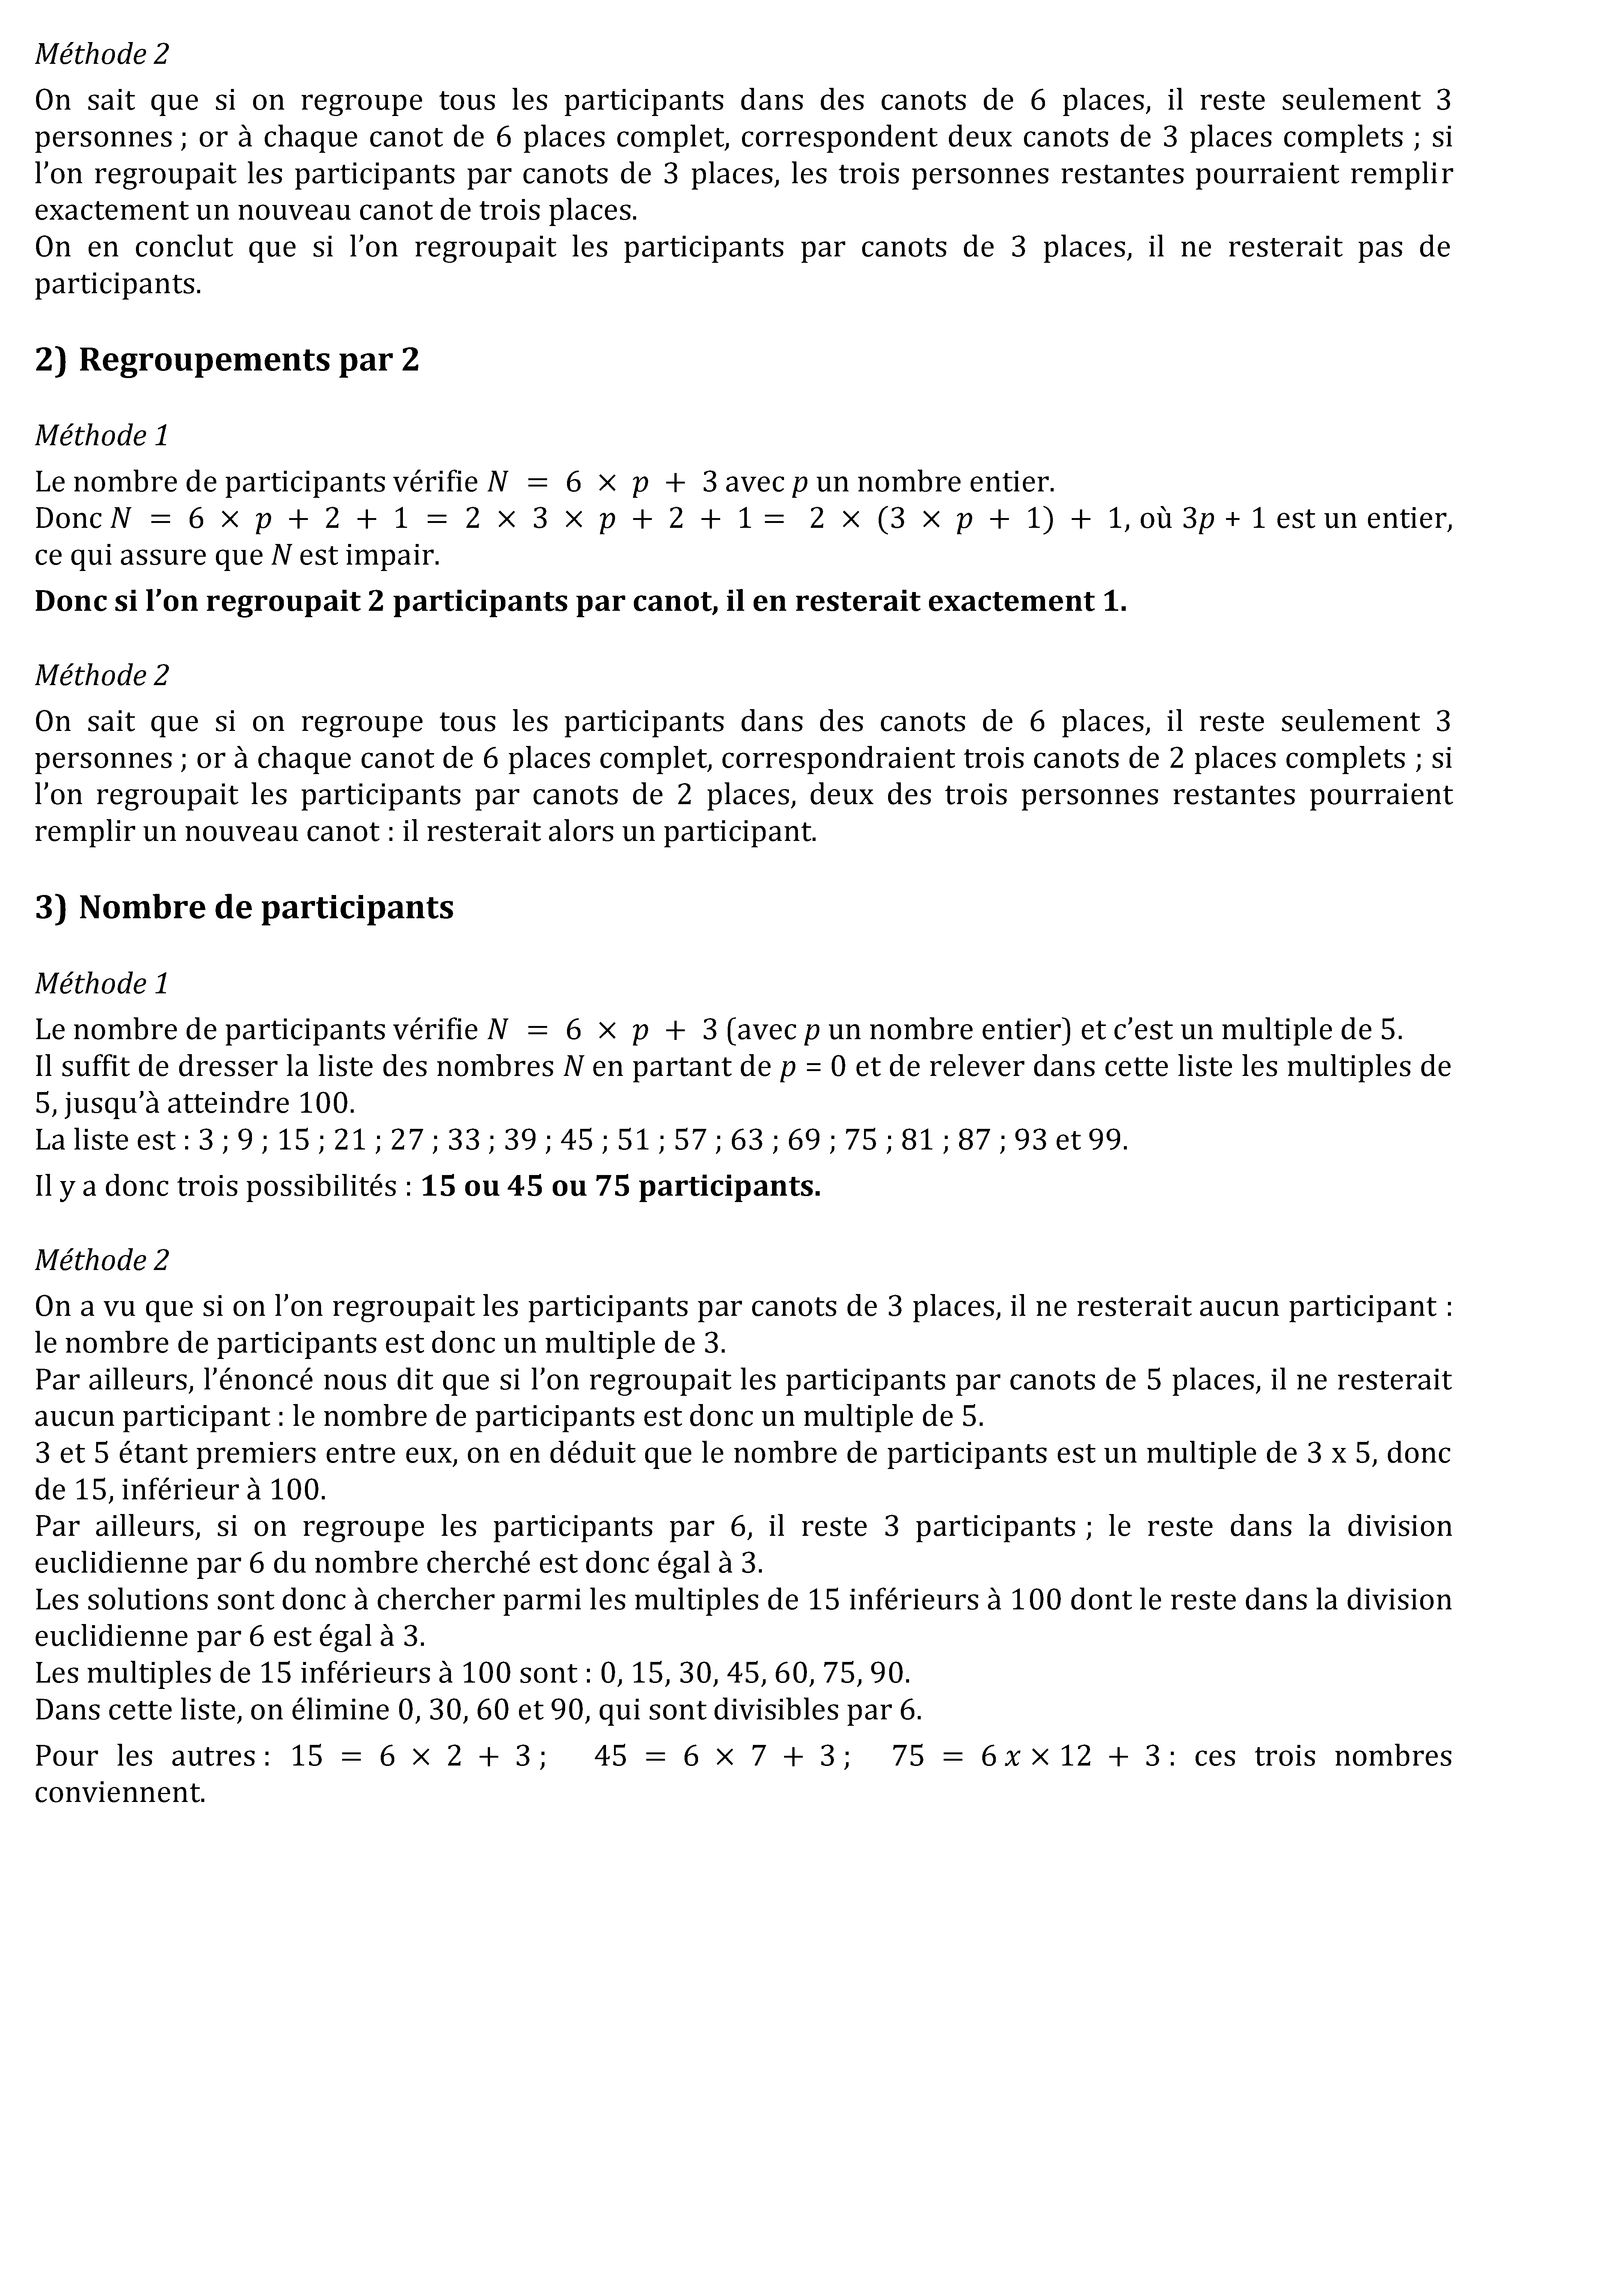 Méthode 2
On sait que si on regroupe tous les participants dans des canots de 6 places, il reste seulement 3
personnes ; or à chaque canot de 6 places complet, correspondent deux canots de 3 places complets ; si
l’on regroupait les participants par canots de 3 places, les trois personnes restantes pourraient remplir
exactement un nouveau canot de trois places.
On en conclut que si l’on regroupait les participants par canots de 3 places, il ne resterait pas de
participants.
2) Regroupements par 2
Méthode 1
Le nombre de participants vérifie N = 6 × p + 3 avec p un nombre entier.
Donc N = 6 × p + 2 + 1 = 2 × 3 × p + 2 + 1 = 2 × (3 × p + 1) + 1, où 3p + 1 est un entier,
ce qui assure que N est impair.
Donc si l’on regroupait 2 participants par canot, il en resterait exactement 1.
Méthode 2
On sait que si on regroupe tous les participants dans des canots de 6 places, il reste seulement 3
personnes ; or à chaque canot de 6 places complet, correspondraient trois canots de 2 places complets ; si
l’on regroupait les participants par canots de 2 places, deux des trois personnes restantes pourraient
remplir un nouveau canot : il resterait alors un participant.
3) Nombre de participants
Méthode 1
Le nombre de participants vérifie N = 6 × p + 3 (avec p un nombre entier) et c’est un multiple de 5.
Il suffit de dresser la liste des nombres N en partant de p = 0 et de relever dans cette liste les multiples de
5, jusqu’à atteindre 100.
La liste est : 3 ; 9 ; 15 ; 21 ; 27 ; 33 ; 39 ; 45 ; 51 ; 57 ; 63 ; 69 ; 75 ; 81 ; 87 ; 93 et 99.
Il y a donc trois possibilités : 15 ou 45 ou 75 participants.
Méthode 2
On a vu que si on l’on regroupait les participants par canots de 3 places, il ne resterait aucun participant :
le nombre de participants est donc un multiple de 3.
Par ailleurs, l’énoncé nous dit que si l’on regroupait les participants par canots de 5 places, il ne resterait
aucun participant : le nombre de participants est donc un multiple de 5.
3 et 5 étant premiers entre eux, on en déduit que le nombre de participants est un multiple de 3 x 5, donc
de 15, inférieur à 100.
Par ailleurs, si on regroupe les participants par 6, il reste 3 participants ; le reste dans la division
euclidienne par 6 du nombre cherché est donc égal à 3.
Les solutions sont donc à chercher parmi les multiples de 15 inférieurs à 100 dont le reste dans la division
euclidienne par 6 est égal à 3.
Les multiples de 15 inférieurs à 100 sont : 0, 15, 30, 45, 60, 75, 90.
Dans cette liste, on élimine 0, 30, 60 et 90, qui sont divisibles par 6.
Pour les autres : 15 = 6 × 2 + 3 ; 45 = 6 × 7 + 3 ; 75 = 6 x × 12 + 3 : ces trois nombres
conviennent.